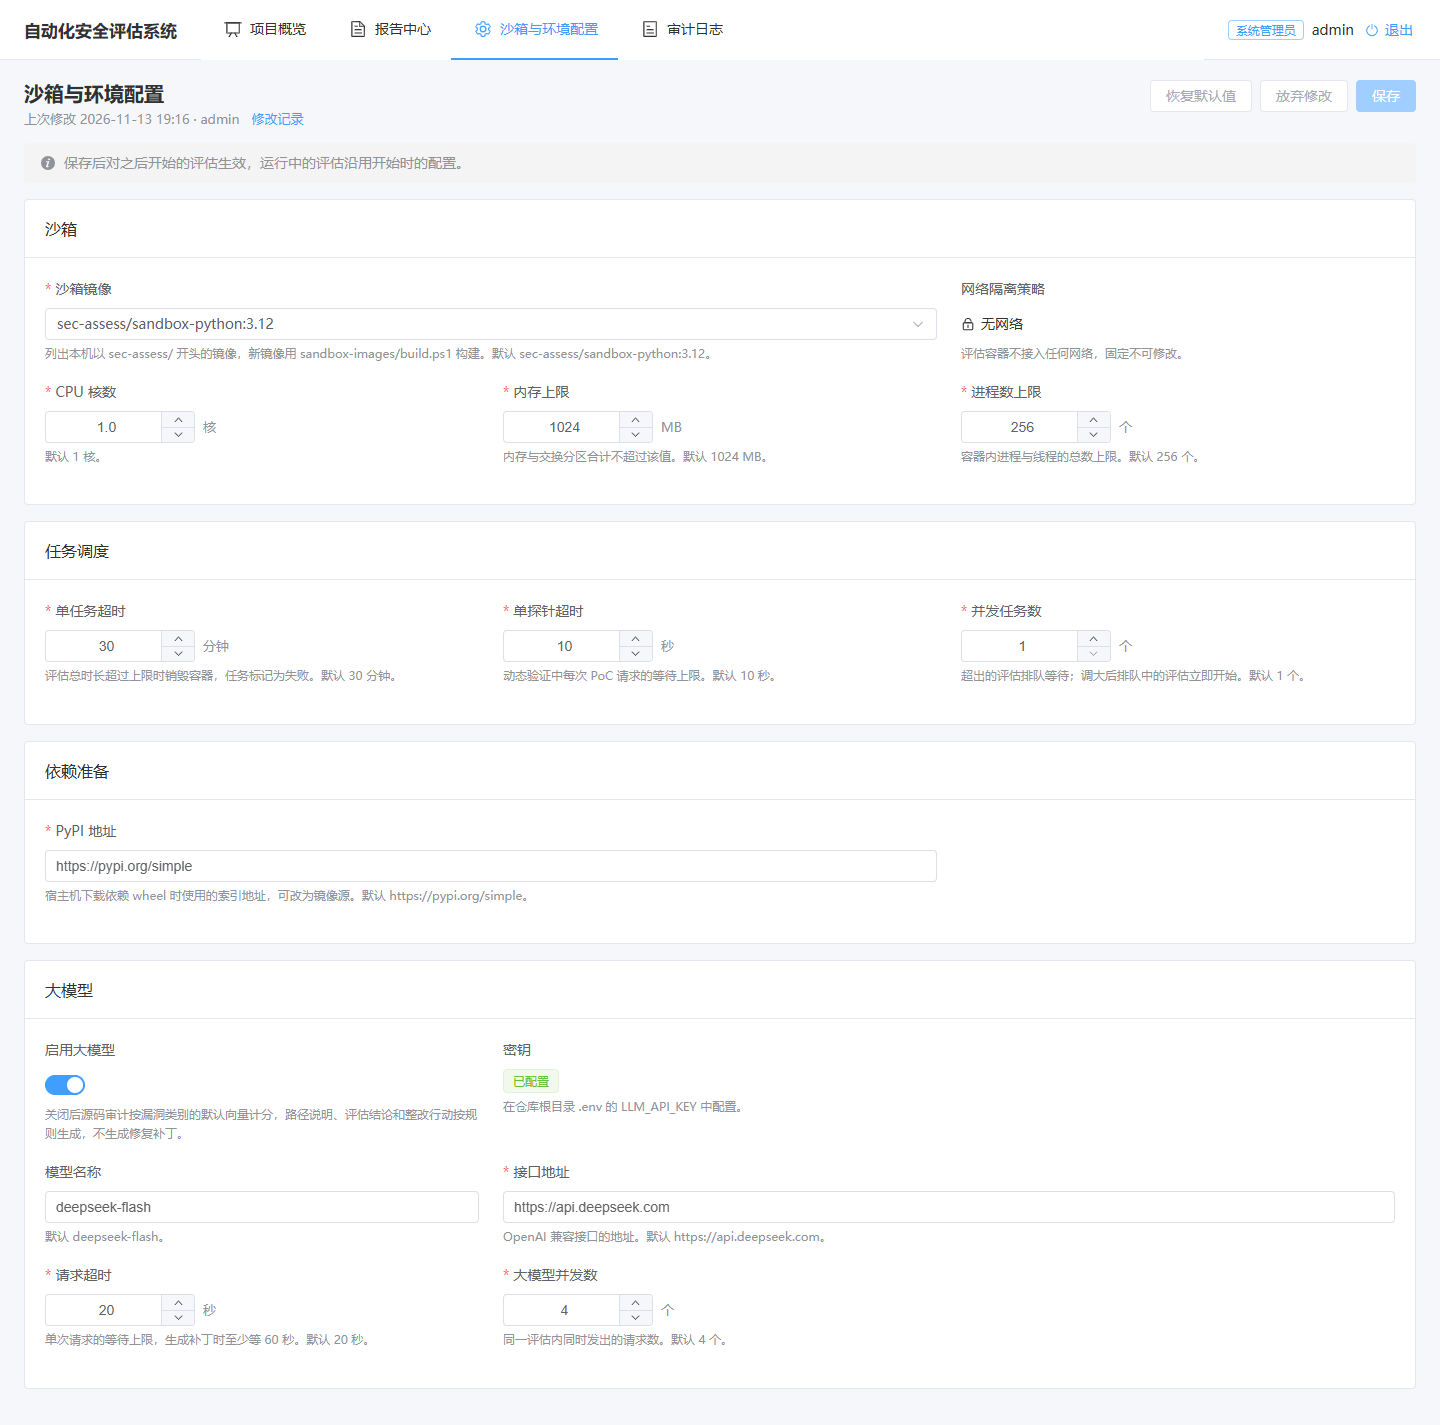 自动化安全评估系统
项目概览
报告中心
沙箱与环境配置
审计日志
系统管理员
admin
退出
沙箱与环境配置
上次修改 2026-11-13 19:16 · admin 修改记录
恢复默认值
放弃修改
保存
保存后对之后开始的评估生效，运行中的评估沿用开始时的配置。
沙箱
* 沙箱镜像
sec-assess/sandbox-python:3.12
列出本机以 sec-assess/ 开头的镜像，新镜像用 sandbox-images/build.ps1 构建。默认 sec-assess/sandbox-python:3.12。
网络隔离策略
无网络
评估容器不接入任何网络，固定不可修改。
* CPU 核数
1.0 核
默认 1 核。
* 内存上限
1024 MB
内存与交换分区合计不超过该值。默认 1024 MB。
* 进程数上限
256 个
容器内进程与线程的总数上限。默认 256 个。
任务调度
* 单任务超时
30 分钟
评估总时长超过上限时销毁容器，任务标记为失败。默认 30 分钟。
* 单探针超时
10 秒
动态验证中每次 PoC 请求的等待上限。默认 10 秒。
* 并发任务数
1 个
超出的评估排队等待；调大后排队中的评估立即开始。默认 1 个。
依赖准备
* PyPI 地址
https://pypi.org/simple
宿主机下载依赖 wheel 时使用的索引地址，可改为镜像源。默认 https://pypi.org/simple。
大模型
启用大模型
关闭后源码审计按漏洞类别的默认向量计分，路径说明、评估结论和整改行动按规
则生成，不生成修复补丁。
密钥
已配置
在仓库根目录 .env 的 LLM_API_KEY 中配置。
模型名称
deepseek-flash
默认 deepseek-flash。
* 接口地址
https://api.deepseek.com
OpenAI 兼容接口的地址。默认 https://api.deepseek.com。
* 请求超时
20 秒
单次请求的等待上限，生成补丁时至少等 60 秒。默认 20 秒。
* 大模型并发数
4 个
同一评估内同时发出的请求数。默认 4 个。